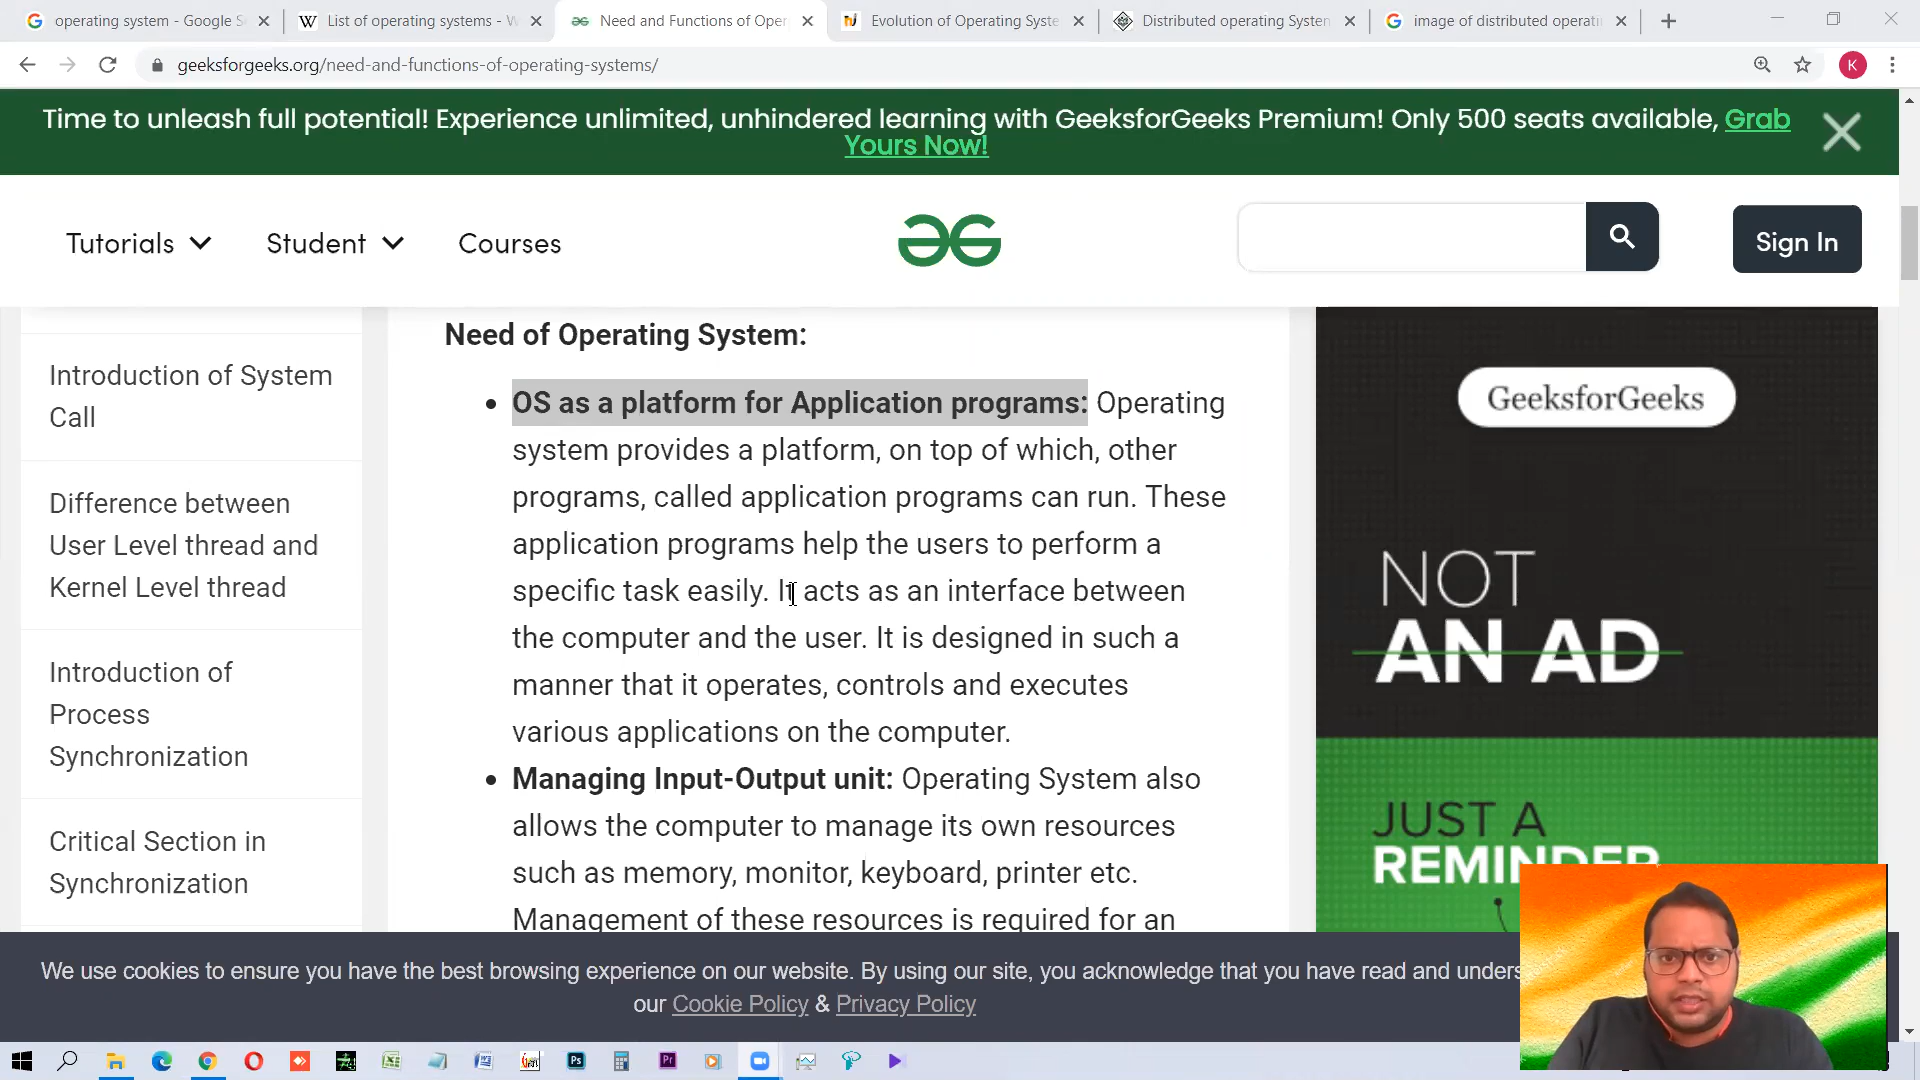 operating system - Google S
List of operating systems - W
Need and Functions of Oper
Evolution of Operating Syste
Distributed operating System
image of distributed operati
geeksforgeeks.org/need-and-functions-of-operating-systems/
K
Time to unleash full potential! Experience unlimited, unhindered learning with GeeksforGeeks Premium! Only 500 seats available, Grab
Yours Now!
Tutorials
Student
Courses
Sign In
Introduction of System
Call
Difference between
User Level thread and
Kernel Level thread
Introduction of
Process
Synchronization
Critical Section in
Synchronization
Need of Operating System:
OS as a platform for Application programs: Operating
system provides a platform, on top of which, other
programs, called application programs can run. These
application programs help the users to perform a
specific task easily. It acts as an interface between
the computer and the user. It is designed in such a
manner that it operates, controls and executes
various applications on the computer.
Managing Input-Output unit: Operating System also
allows the computer to manage its own resources
such as memory, monitor, keyboard, printer etc.
Management of these resources is required for an
GeeksforGeeks
NOT
AN AD
JUST A
REMINDER
We use cookies to ensure you have the best browsing experience on our website. By using our site, you acknowledge that you have read and unders
our Cookie Policy & Privacy Policy
Ps
Pr